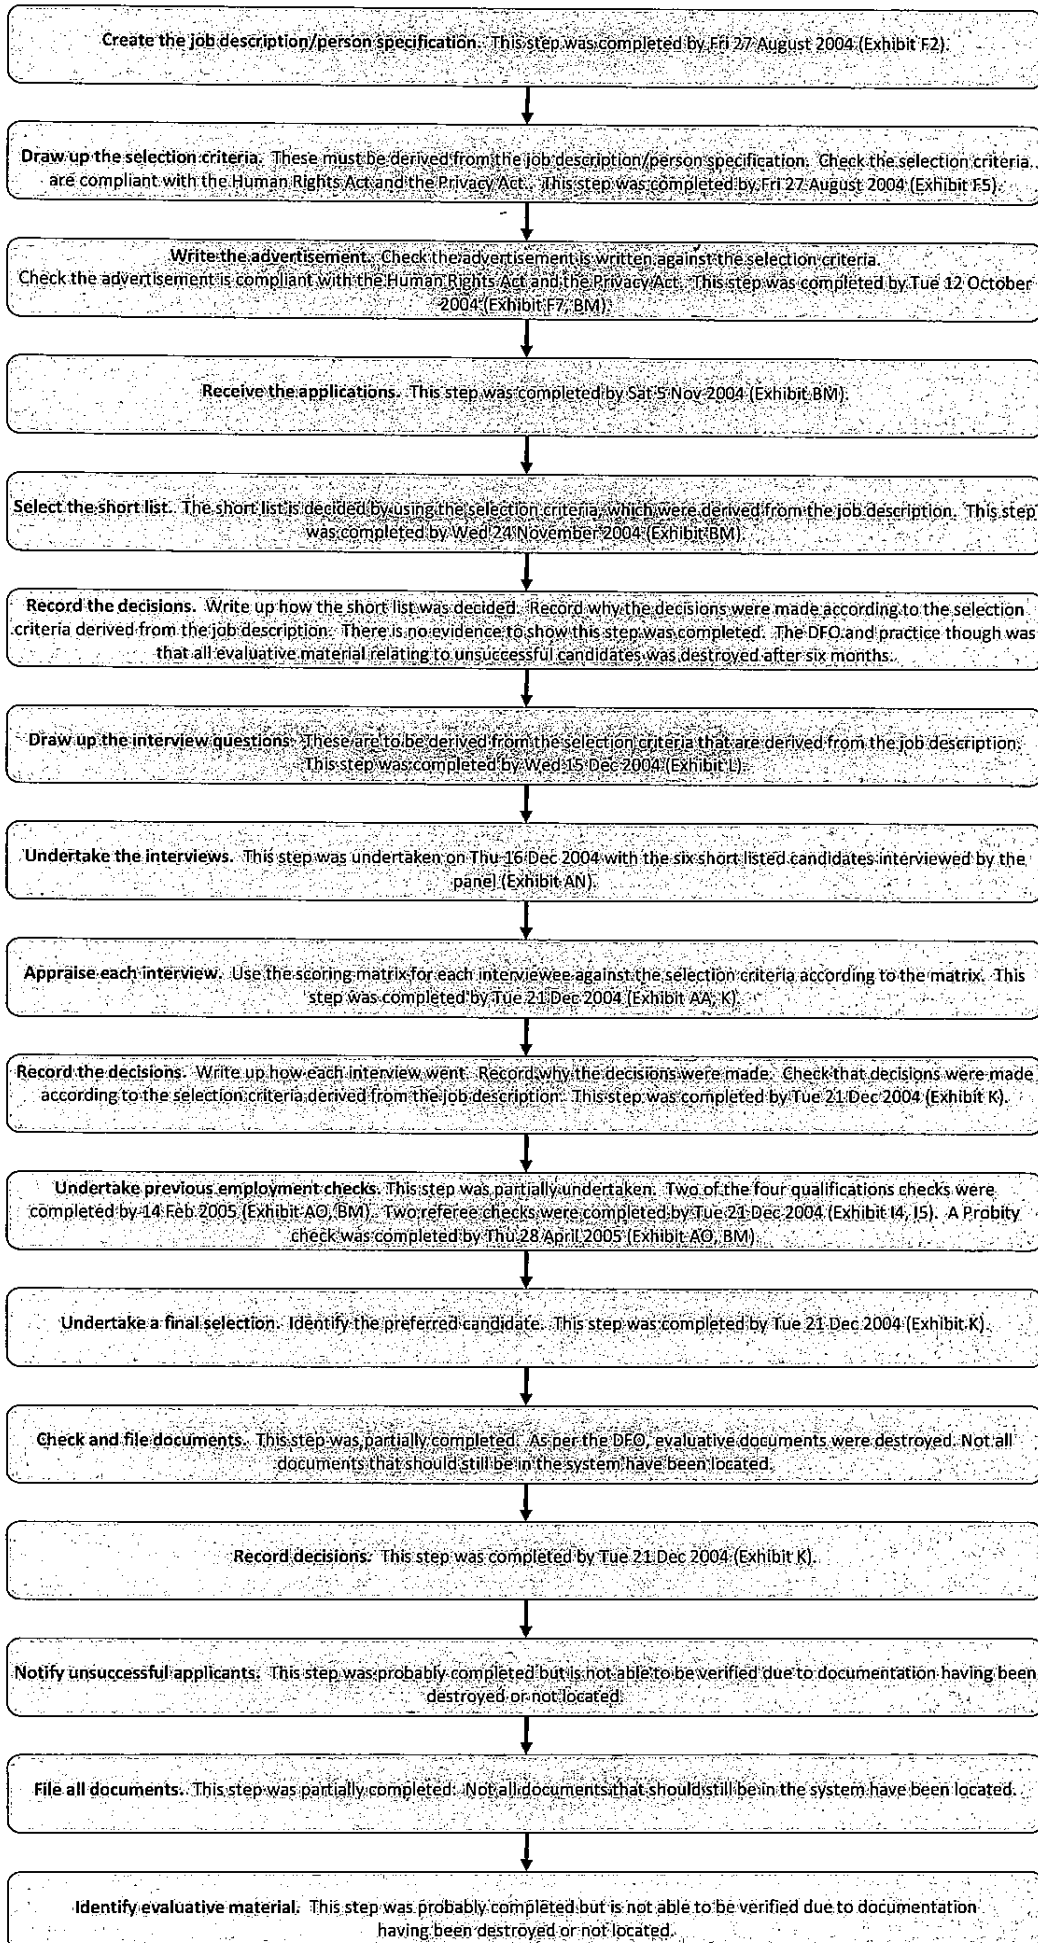 Create the job description/person specification. This step was completed by Fri 27 August 2004 (Exhibit F2).
Draw up the selection criteria. These must be derived from the job description/person specification. Check the selection criteria
are compliant with the Human Rights Act and the Privacy Act. This step was completed by Fri 27 August 2004 (Exhibit F5).
Write the advertisement. Check the advertisement is written against the selection criteria.
Check the advertisement is compliant with the Human Rights Act and the Privacy Act. This step was completed by Tue 12 October
2004 (Exhibit F7, BM).
Receive the applications. This step was completed by Sat 5 Nov 2004 (Exhibit BM).
Select the short list. The short list is decided by using the selection criteria, which were derived from the job description. This step
was completed by Wed 24 November 2004 (Exhibit BM).
Record the decisions. Write up how the short list was decided. Record why the decisions were made according to the selection
criteria derived from the job description. There is no evidence to show this step was completed. The DFO and practice though was
that all evaluative material relating to unsuccessful candidates was destroyed after six months.
Draw up the interview questions. These are to be derived from the selection criteria that are derived from the job description.
This step was completed by Wed 15 Dec 2004 (Exhibit L).
Undertake the interviews. This step was undertaken on Thu 16 Dec 2004 with the six short listed candidates interviewed by the
panel (Exhibit AN).
Appraise each interview. Use the scoring matrix for each interviewee against the selection criteria according to the matrix. This
step was completed by Tue 21 Dec 2004 (Exhibit AA, K).
Record the decisions. Write up how each interview went. Record why the decisions were made. Check that decisions were made
according to the selection criteria derived from the job description. This step was completed by Tue 21 Dec 2004 (Exhibit K).
Undertake previous employment checks. This step was partially undertaken. Two of the four qualifications checks were
completed by 14 Feb 2005 (Exhibit AO, BM). Two referee checks were completed by Tue 21 Dec 2004 (Exhibit I4, I5). A Probity
check was completed by Thu 28 April 2005 (Exhibit AO, BM).
Undertake a final selection. Identify the preferred candidate. This step was completed by Tue 21 Dec 2004 (Exhibit K).
Check and file documents. This step was partially completed. As per the DFO, evaluative documents were destroyed. Not all
documents that should still be in the system have been located.
Record decisions. This step was completed by Tue 21 Dec 2004 (Exhibit K).
Notify unsuccessful applicants. This step was probably completed but is not able to be verified due to documentation having been
destroyed or not located.
File all documents. This step was partially completed. Not all documents that should still be in the system have been located.
Identify evaluative material. This step was probably completed but is not able to be verified due to documentation
having been destroyed or not located.